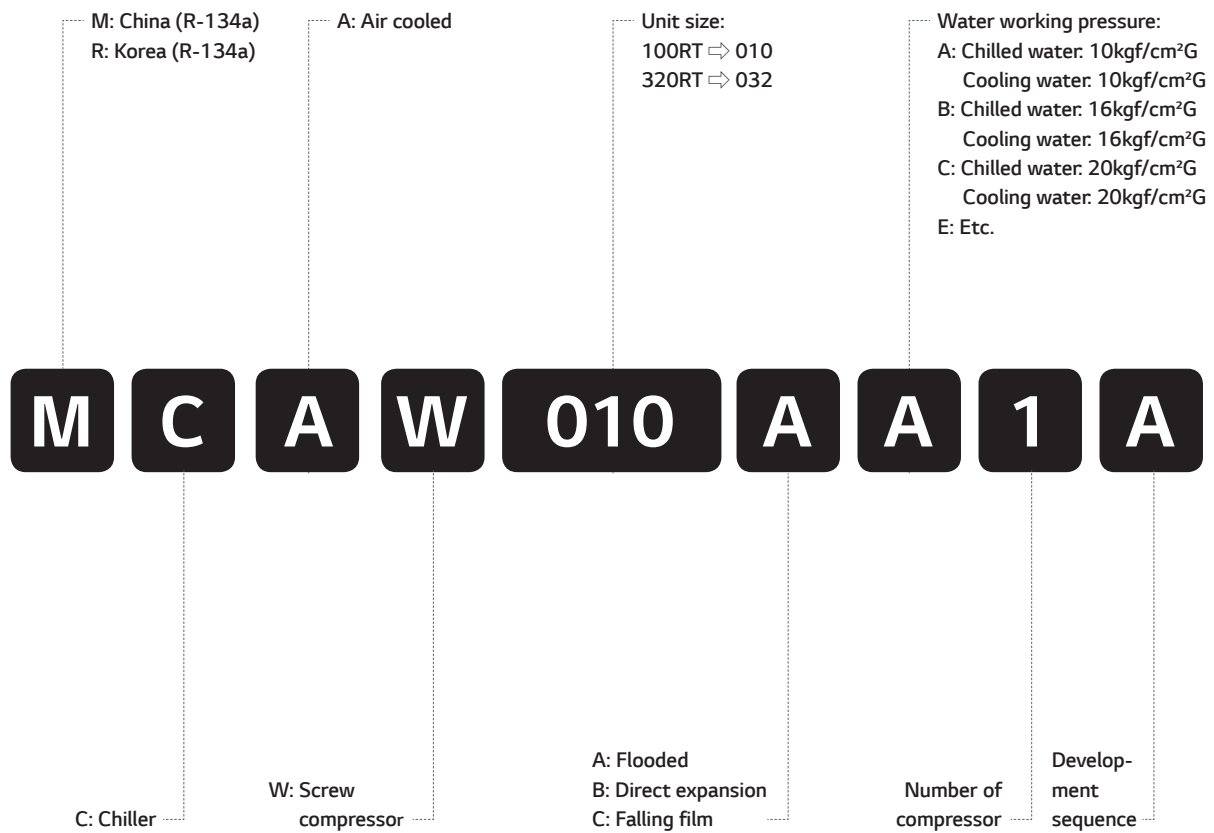 M: China (R-134a)
R: Korea (R-134a)
A: Air cooled
Unit size:
100RT ⇨ 010
320RT ⇨ 032
Water working pressure:
A: Chilled water: 10kgf/cm²G
Cooling water: 10kgf/cm²G
B: Chilled water: 16kgf/cm²G
Cooling water: 16kgf/cm²G
C: Chilled water: 20kgf/cm²G
Cooling water: 20kgf/cm²G
E: Etc.
M C A W 010 A A 1 A
C: Chiller
W: Screw
compressor
A: Flooded
B: Direct expansion
C: Falling film
Number of
compressor
Develop-
ment
sequence